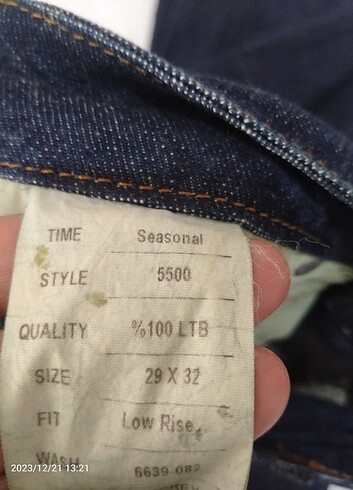 TIME Seasonal
STYLE 5500
QUALITY %100 LTB
SIZE 29 X 32
FIT Low Rise
WASH 6639 082
2023/12/21 13:21